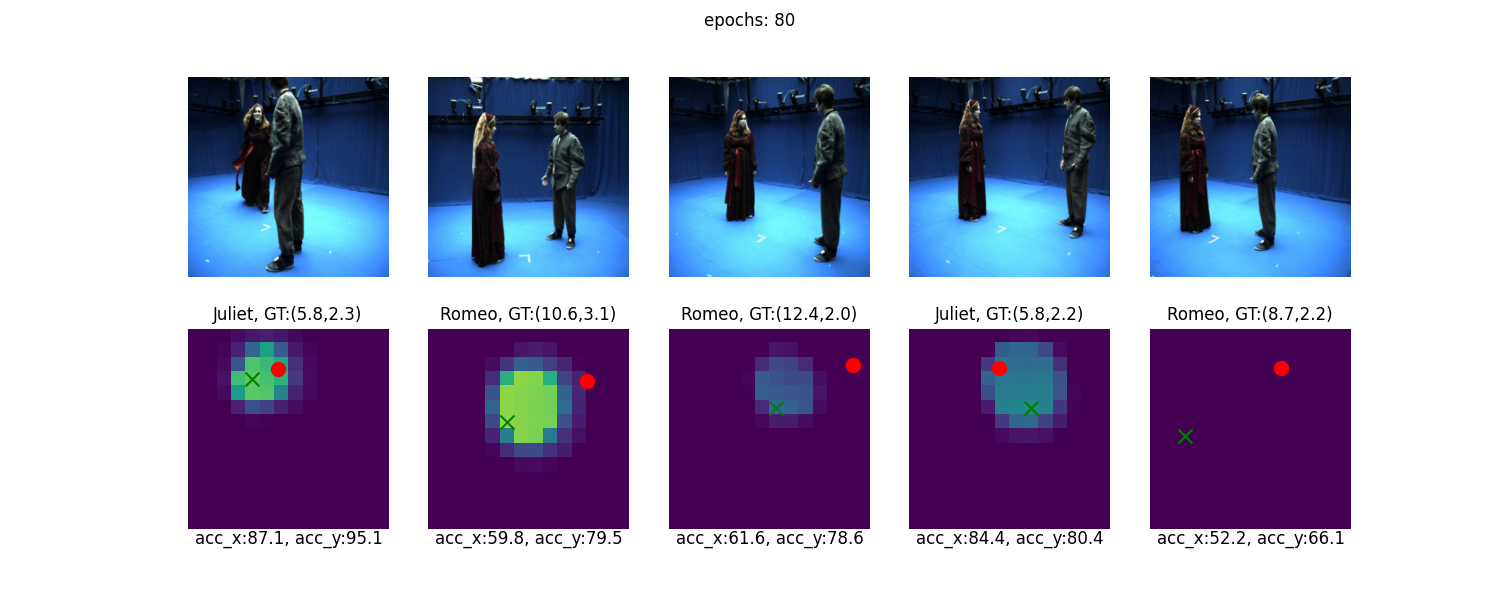 epochs: 80
Juliet, GT:(5.8,2.3)
Romeo, GT:(10.6,3.1)
Romeo, GT:(12.4,2.0)
Juliet, GT:(5.8,2.2)
Romeo, GT:(8.7,2.2)
acc_x:87.1, acc_y:95.1
acc_x:59.8, acc_y:79.5
acc_x:61.6, acc_y:78.6
acc_x:84.4, acc_y:80.4
acc_x:52.2, acc_y:66.1